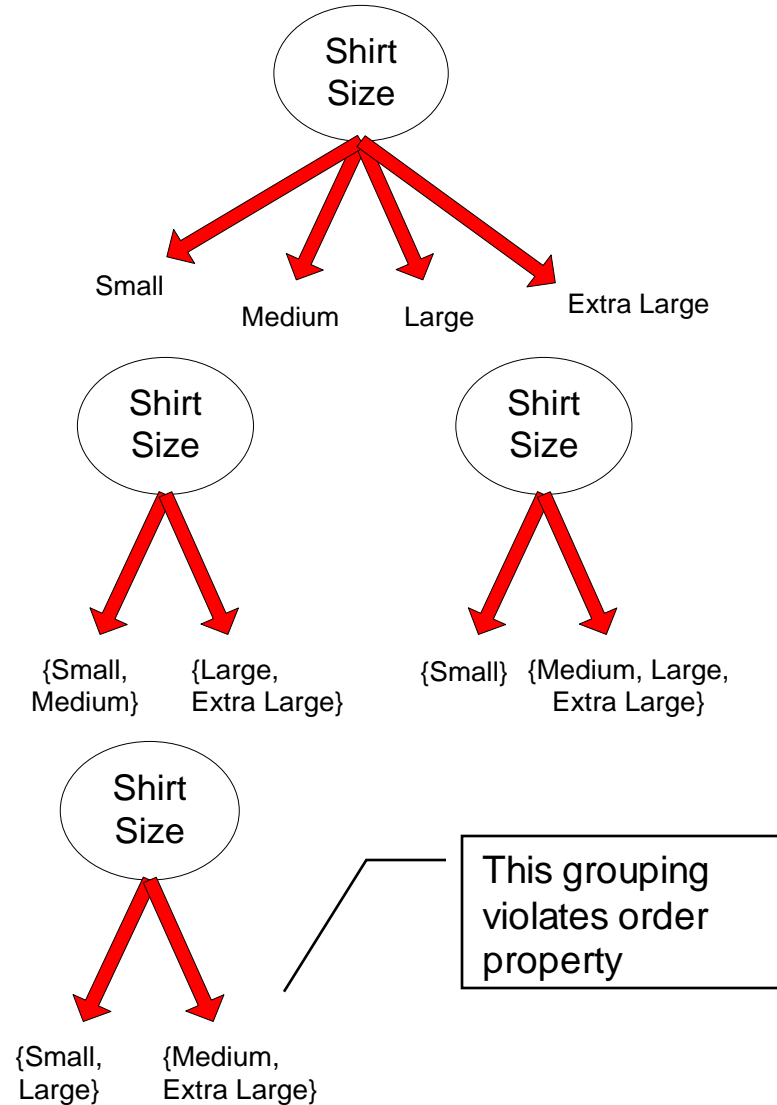 Shirt
Size
Small
Medium
Large
Extra Large
Shirt
Size
{Small,
Medium}
{Large,
Extra Large}
Shirt
Size
{Small}
{Medium, Large,
Extra Large}
Shirt
Size
{Small,
Large}
{Medium,
Extra Large}
This grouping
violates order
property